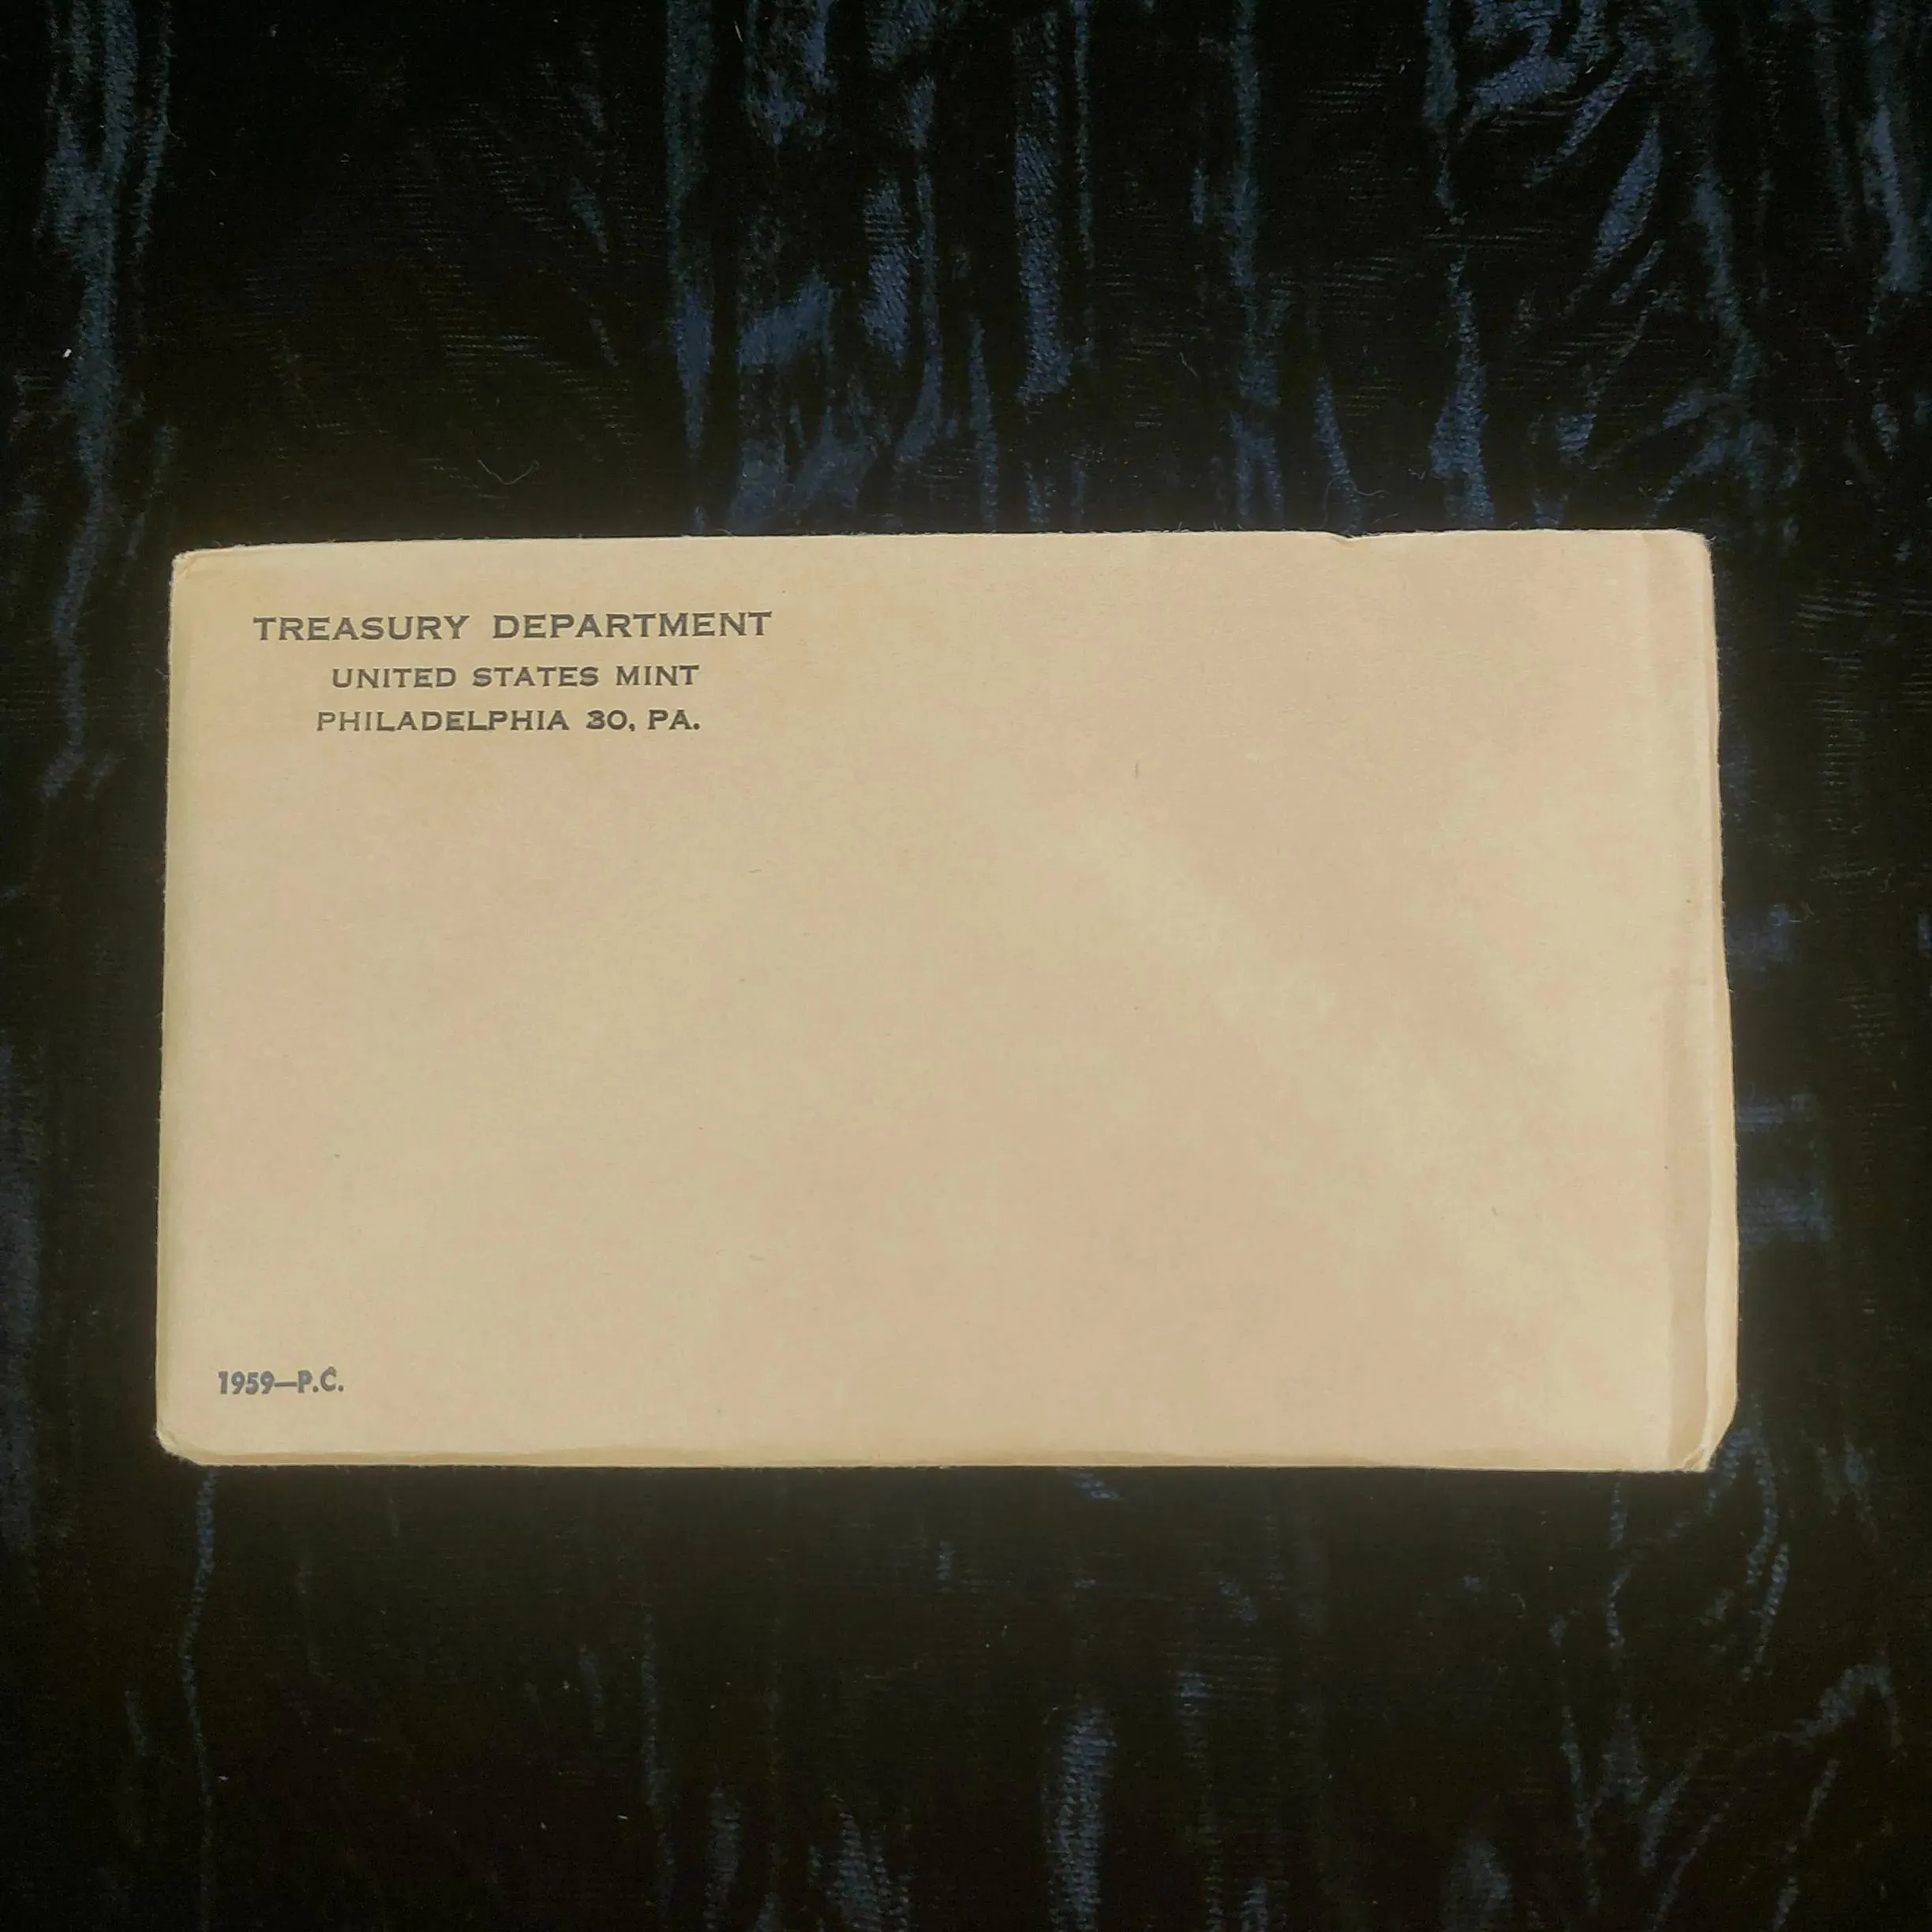 TREASURY DEPARTMENT
UNITED STATES MINT
PHILADELPHIA 30, PA.
1959—P.C.